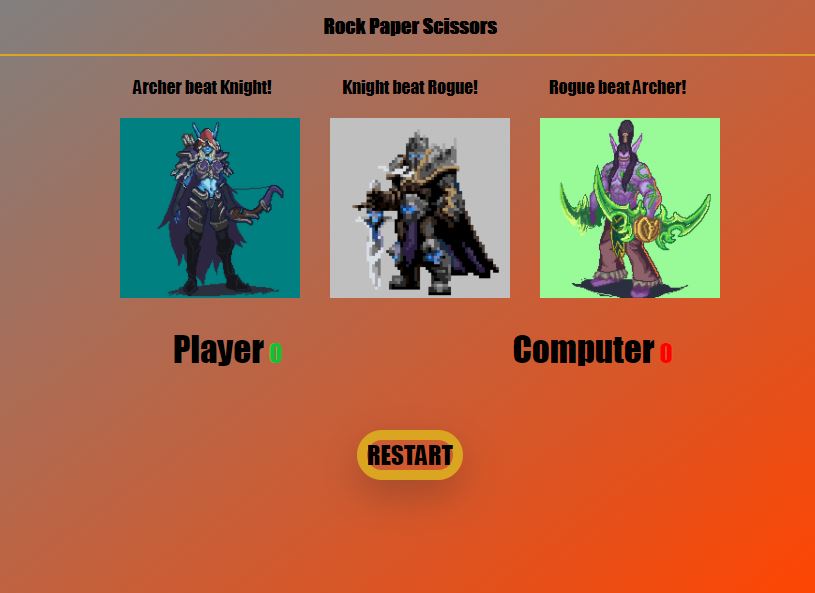 Rock Paper Scissors
Archer beat Knight! Knight beat Rogue! Rogue beat Archer!
Player 0 Computer 0
RESTART